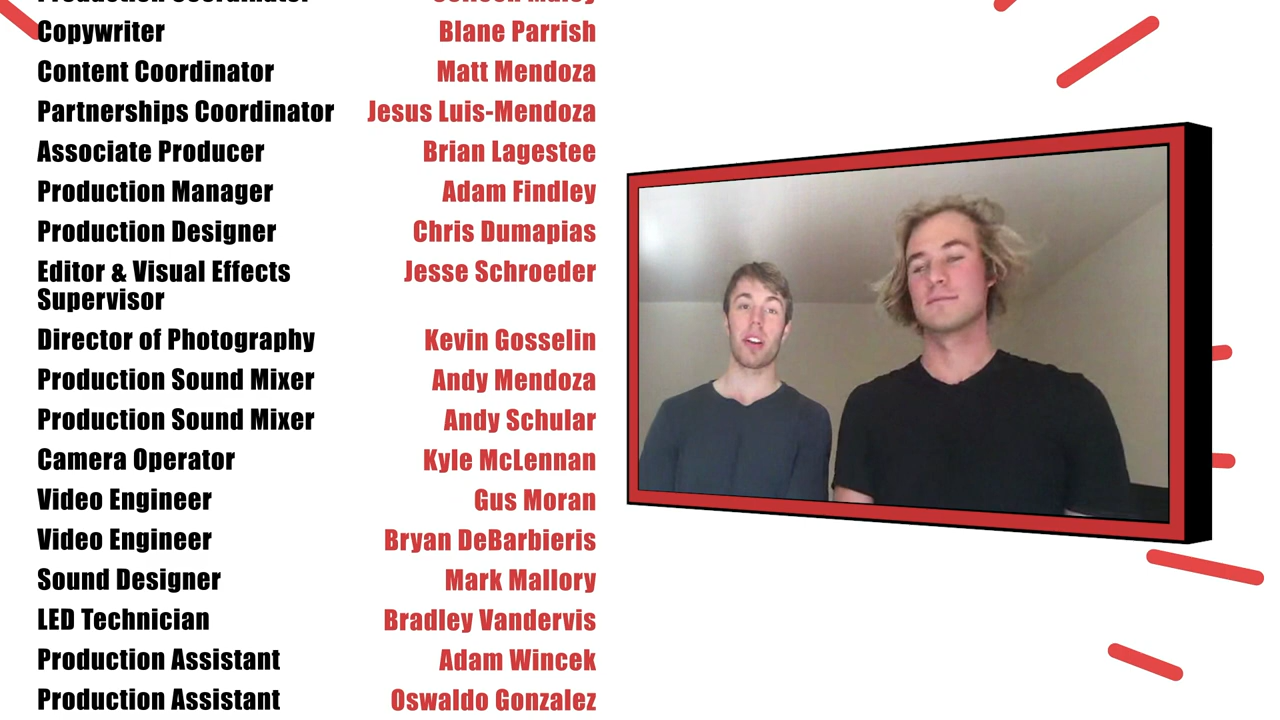 Copywriter Blane Parrish
Content Coordinator Matt Mendoza
Partnerships Coordinator Jesus Luis-Mendoza
Associate Producer Brian Lagestee
Production Manager Adam Findley
Production Designer Chris Dumapias
Editor & Visual Effects Jesse Schroeder
Supervisor
Director of Photography Kevin Gosselin
Production Sound Mixer Andy Mendoza
Production Sound Mixer Andy Schular
Camera Operator Kyle McLennan
Video Engineer Gus Moran
Video Engineer Bryan DeBarbieris
Sound Designer Mark Mallory
LED Technician Bradley Vandervis
Production Assistant Adam Wincek
Production Assistant Oswaldo Gonzalez